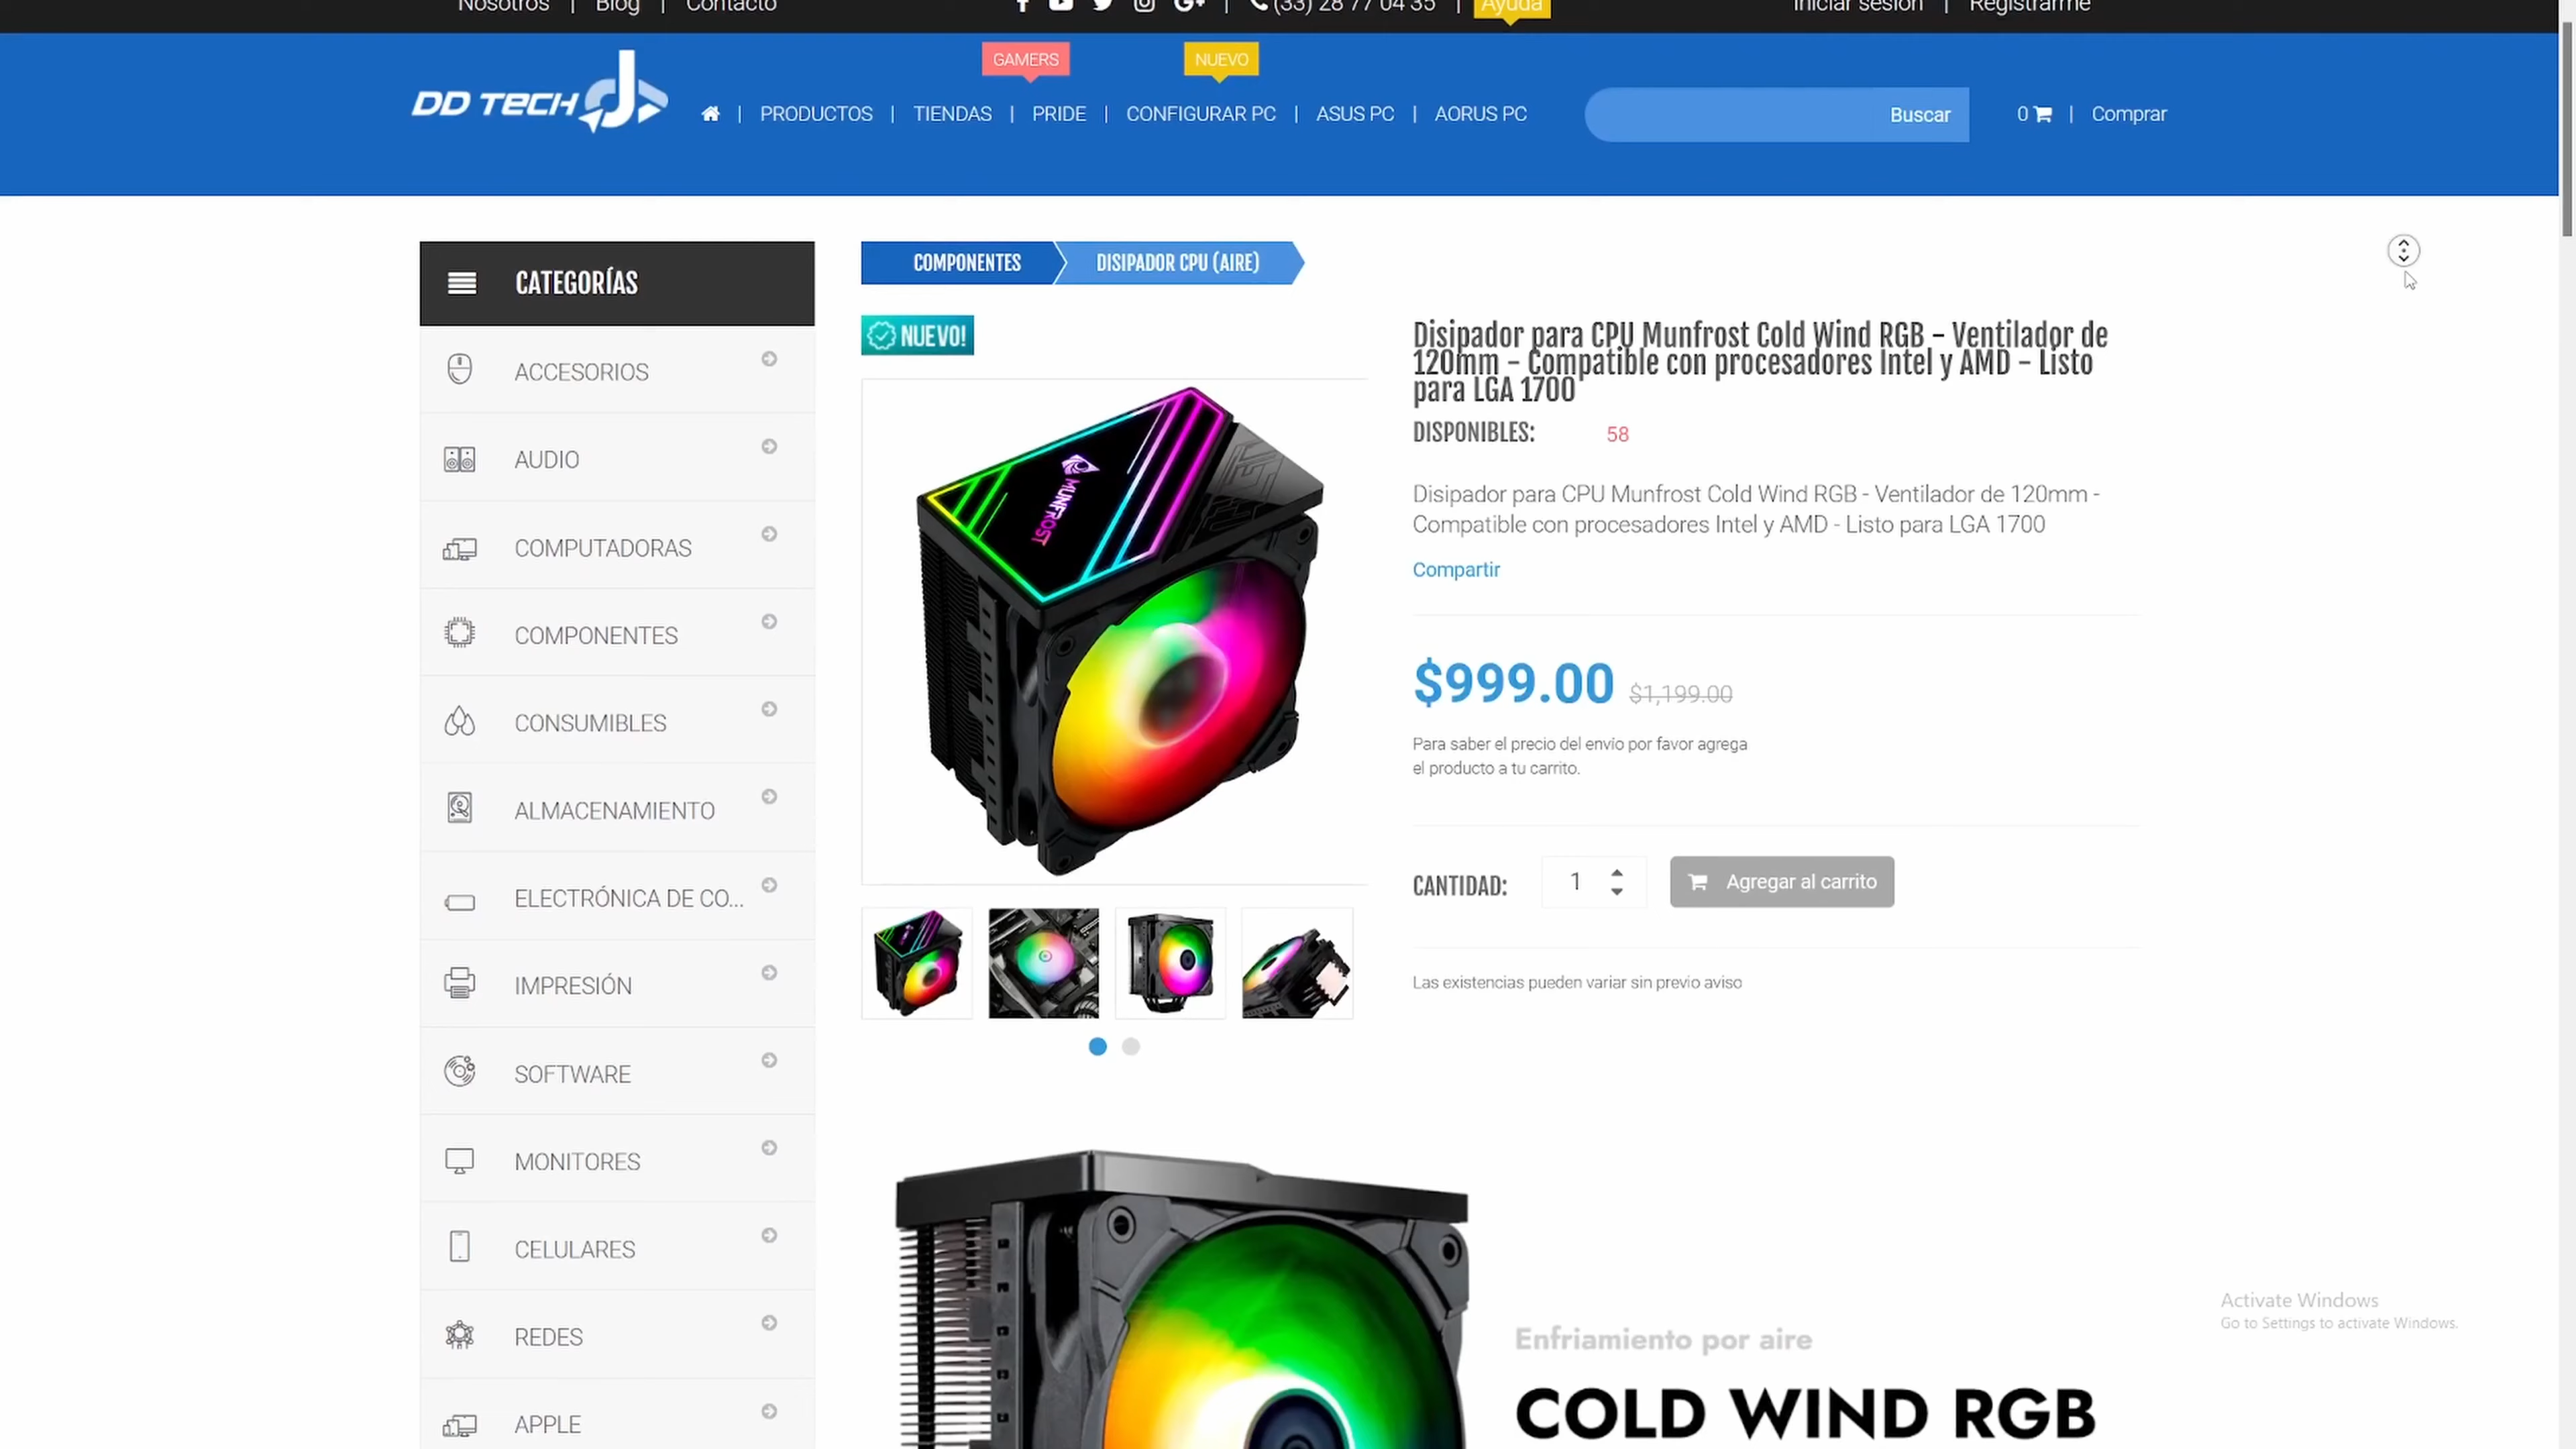 Nosotros | Blog | Contacto
(33) 28 77 04 35 | Ayuda
Iniciar sesión | Registrarme
DD TECH
GAMERS
NUEVO
PRODUCTOS | TIENDAS | PRIDE | CONFIGURAR PC | ASUS PC | AORUS PC
Buscar
0 | Comprar
CATEGORÍAS
ACCESORIOS
AUDIO
COMPUTADORAS
COMPONENTES
CONSUMIBLES
ALMACENAMIENTO
ELECTRÓNICA DE CO...
IMPRESIÓN
SOFTWARE
MONITORES
CELULARES
REDES
APPLE
COMPONENTES
DISIPADOR CPU (AIRE)
NUEVO!
MUNFROST
Disipador para CPU Munfrost Cold Wind RGB - Ventilador de
120mm - Compatible con procesadores Intel y AMD - Listo
para LGA 1700
DISPONIBLES: 58
Disipador para CPU Munfrost Cold Wind RGB - Ventilador de 120mm -
Compatible con procesadores Intel y AMD - Listo para LGA 1700
Compartir
$999.00 $1,199.00
Para saber el precio del envío por favor agrega
el producto a tu carrito.
CANTIDAD: 1
Agregar al carrito
Las existencias pueden variar sin previo aviso
Enfriamiento por aire
COLD WIND RGB
Activate Windows
Go to Settings to activate Windows.